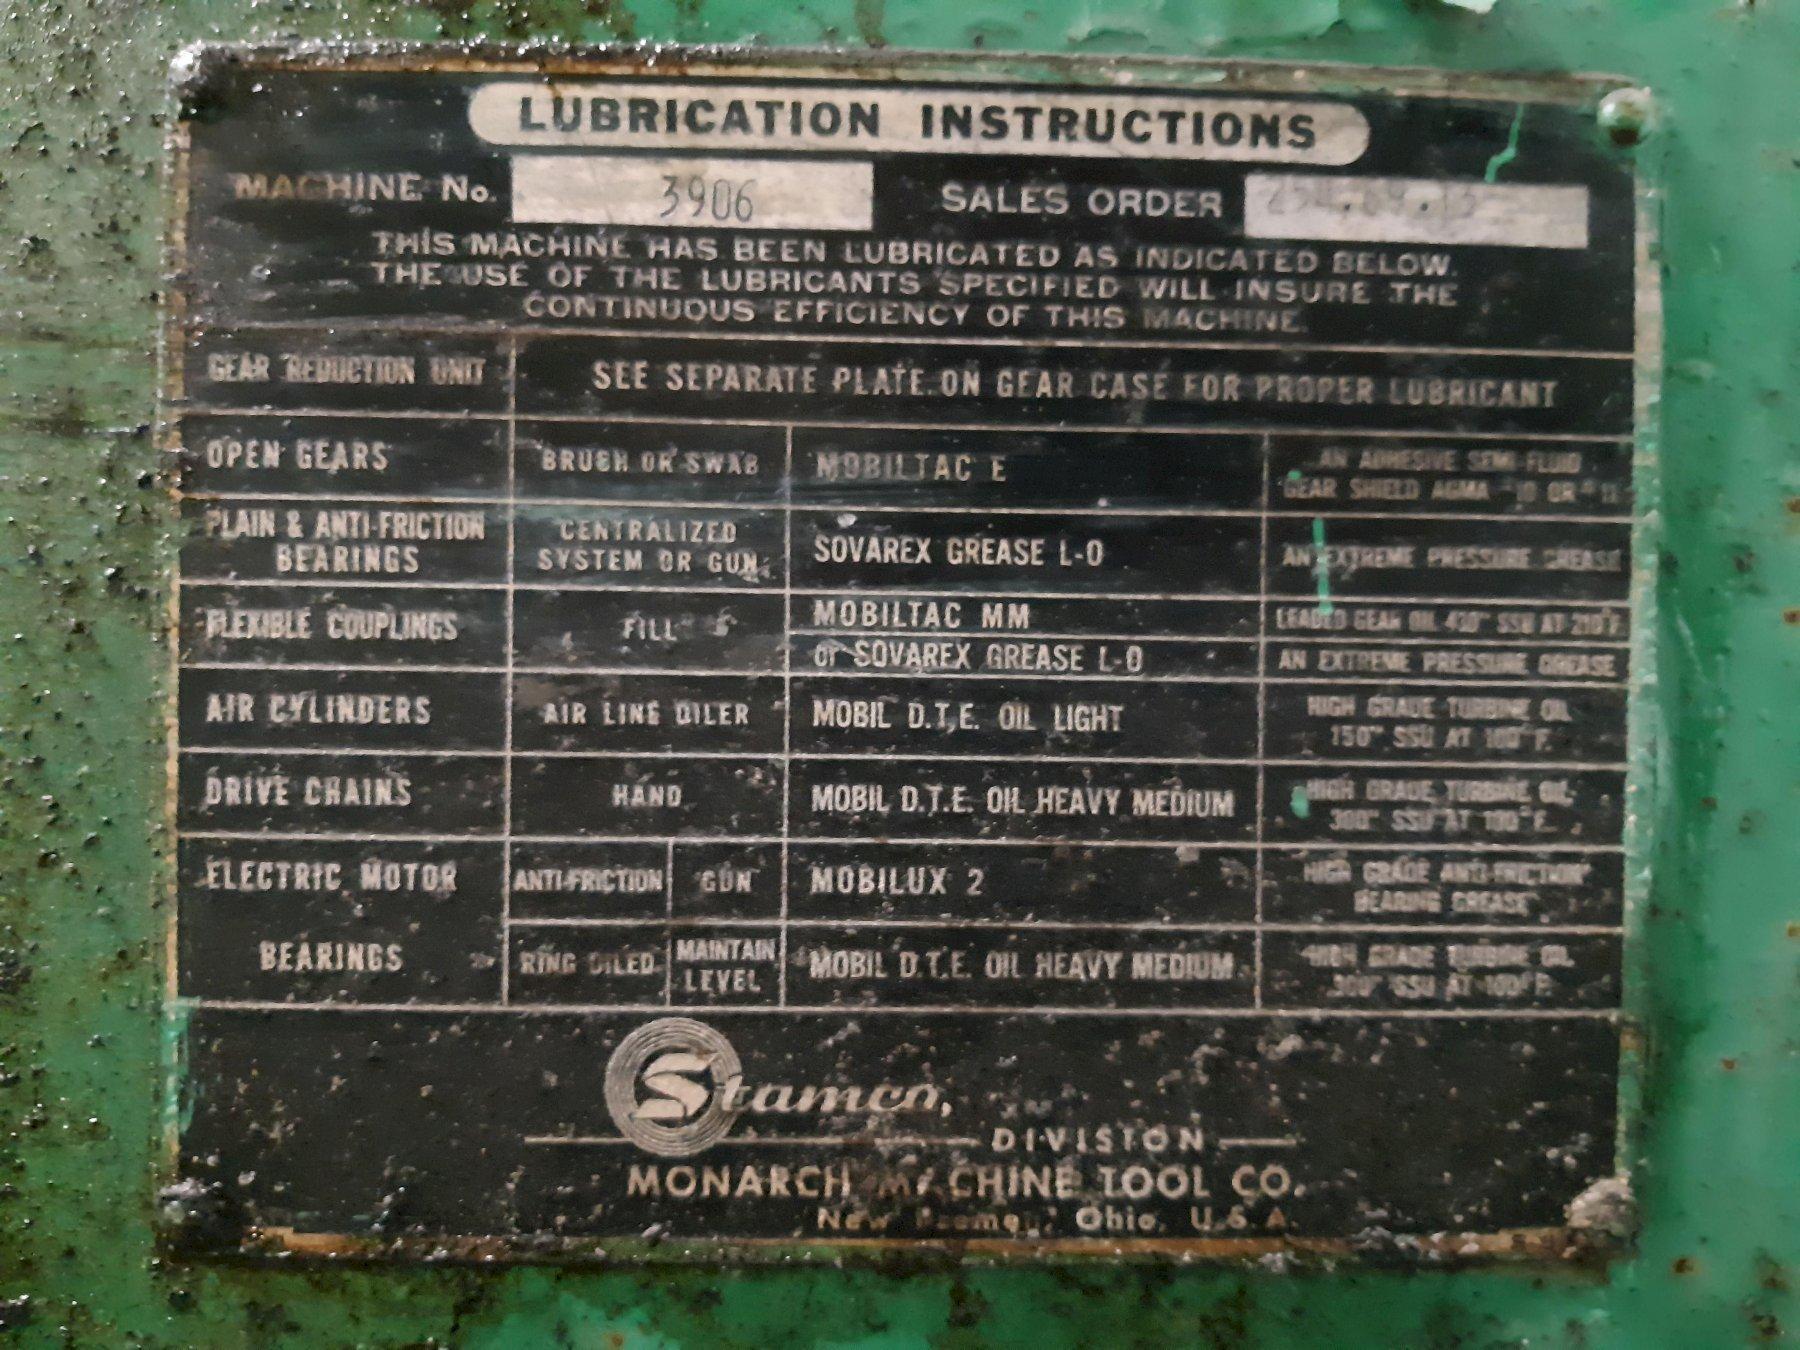 LUBRICATION INSTRUCTIONS
MACHINE No. 3906 SALES ORDER
THIS MACHINE HAS BEEN LUBRICATED AS INDICATED BELOW.
THE USE OF THE LUBRICANTS SPECIFIED WILL INSURE THE
CONTINUOUS EFFICIENCY OF THIS MACHINE.
GEAR REDUCTION UNIT SEE SEPARATE PLATE ON GEAR CASE FOR PROPER LUBRICANT
OPEN GEARS BRUSH OR SWAB MOBILTAC E AN ADHESIVE SEMI-FLUID
GEAR SHIELD AGMA
PLAIN & ANTI-FRICTION
BEARINGS
CENTRALIZED
SYSTEM OR GUN
SOVAREX GREASE L-O
AN EXTREME PRESSURE GREASE
FLEXIBLE COUPLINGS FILL MOBILTAC MM LEADED GEAR OIL 430" SSU AT 210°F.
or SOVAREX GREASE L-O AN EXTREME PRESSURE GREASE
AIR CYLINDERS AIR LINE OILER MOBIL D.T.E. OIL LIGHT HIGH GRADE TURBINE OIL
150" SSU AT 100°F.
DRIVE CHAINS HAND MOBIL D.T.E. OIL HEAVY MEDIUM HIGH GRADE TURBINE OIL
300" SSU AT 100°F.
ELECTRIC MOTOR
BEARINGS
ANTI-FRICTION GUN MOBILUX 2 HIGH GRADE ANTI-FRICTION
BEARING GREASE
RING OILED MAINTAIN
LEVEL
MOBIL D.T.E. OIL HEAVY MEDIUM HIGH GRADE TURBINE OIL
300" SSU AT 100°F.
Stamco,
DIVISION
MONARCH MACHINE TOOL CO.
New Bremen, Ohio, U.S.A.